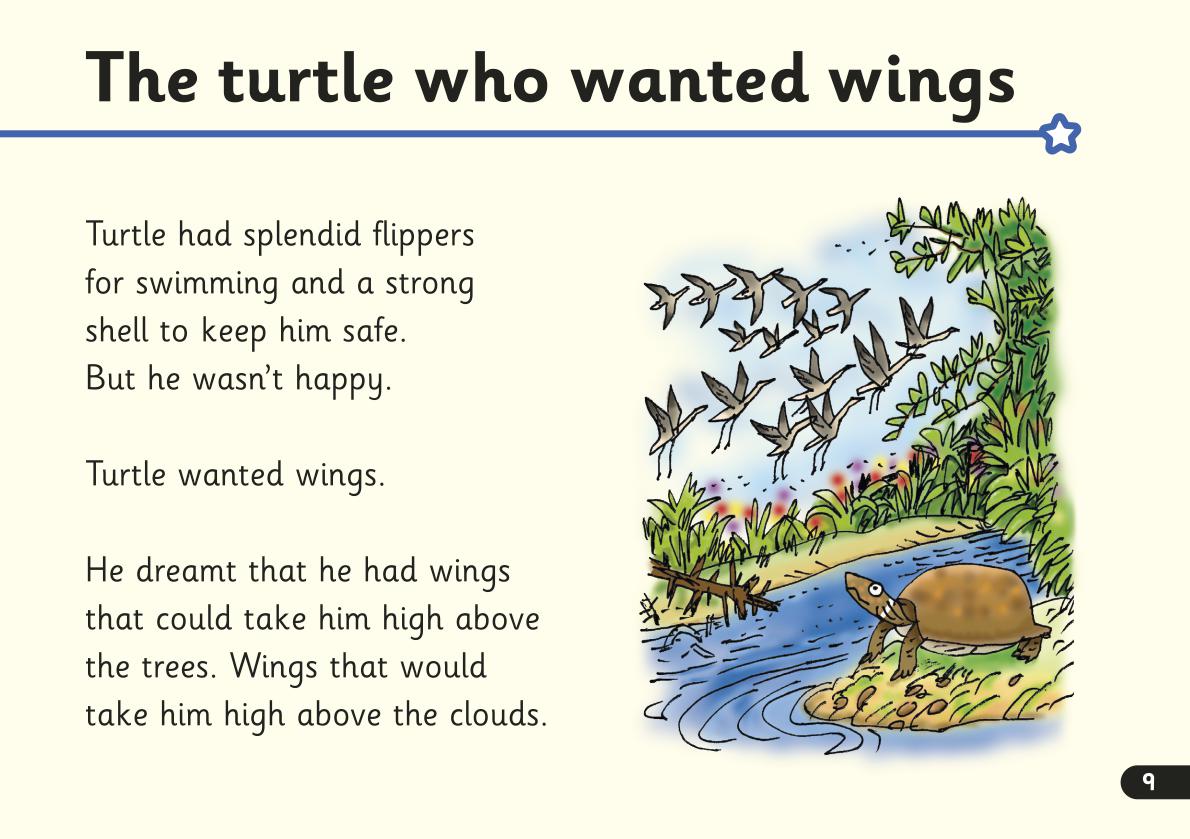 The turtle who wanted wings
Turtle had splendid flippers
for swimming and a strong
shell to keep him safe.
But he wasn’t happy.
Turtle wanted wings.
He dreamt that he had wings
that could take him high above
the trees. Wings that would
take him high above the clouds.
9